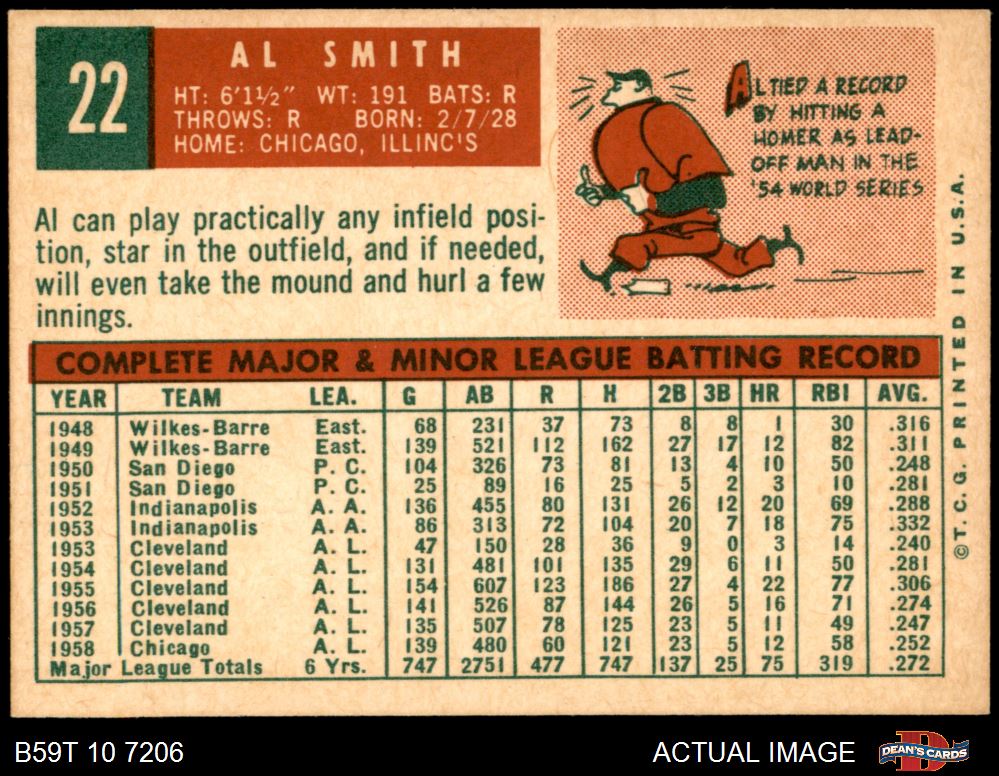 22
AL SMITH
HT: 6'1½" WT: 191 BATS: R
THROWS: R BORN: 2/7/28
HOME: CHICAGO, ILLINC'S
AL TIED A RECORD
BY HITTING A
HOMER AS LEAD-
OFF MAN IN THE
'54 WORLD SERIES
Al can play practically any infield posi-
tion, star in the outfield, and if needed,
will even take the mound and hurl a few
innings.
COMPLETE MAJOR & MINOR LEAGUE BATTING RECORD
YEAR TEAM LEA. G AB R H 2B 3B HR RBI AVG.
1948 Wilkes-Barre East. 68 231 37 73 8 8 1 30 .316
1949 Wilkes-Barre East. 139 521 112 162 27 17 12 82 .311
1950 San Diego P. C. 104 326 73 81 13 4 10 50 .248
1951 San Diego P. C. 25 89 16 25 5 2 3 10 .281
1952 Indianapolis A. A. 136 455 80 131 26 12 20 69 .288
1953 Indianapolis A. A. 86 313 72 104 20 7 18 75 .332
1953 Cleveland A. L. 47 150 28 36 9 0 3 14 .240
1954 Cleveland A. L. 131 481 101 135 29 6 11 50 .281
1955 Cleveland A. L. 154 607 123 186 27 4 22 77 .306
1956 Cleveland A. L. 141 526 87 144 26 5 16 71 .274
1957 Cleveland A. L. 135 507 78 125 23 5 11 49 .247
1958 Chicago A. L. 139 480 60 121 23 5 12 58 .252
Major League Totals 6 Yrs. 747 2751 477 747 137 25 75 319 .272
©T. C. G. PRINTED IN U.S.A.
B59T 10 7206
ACTUAL IMAGE
D
DEAN'S CARDS